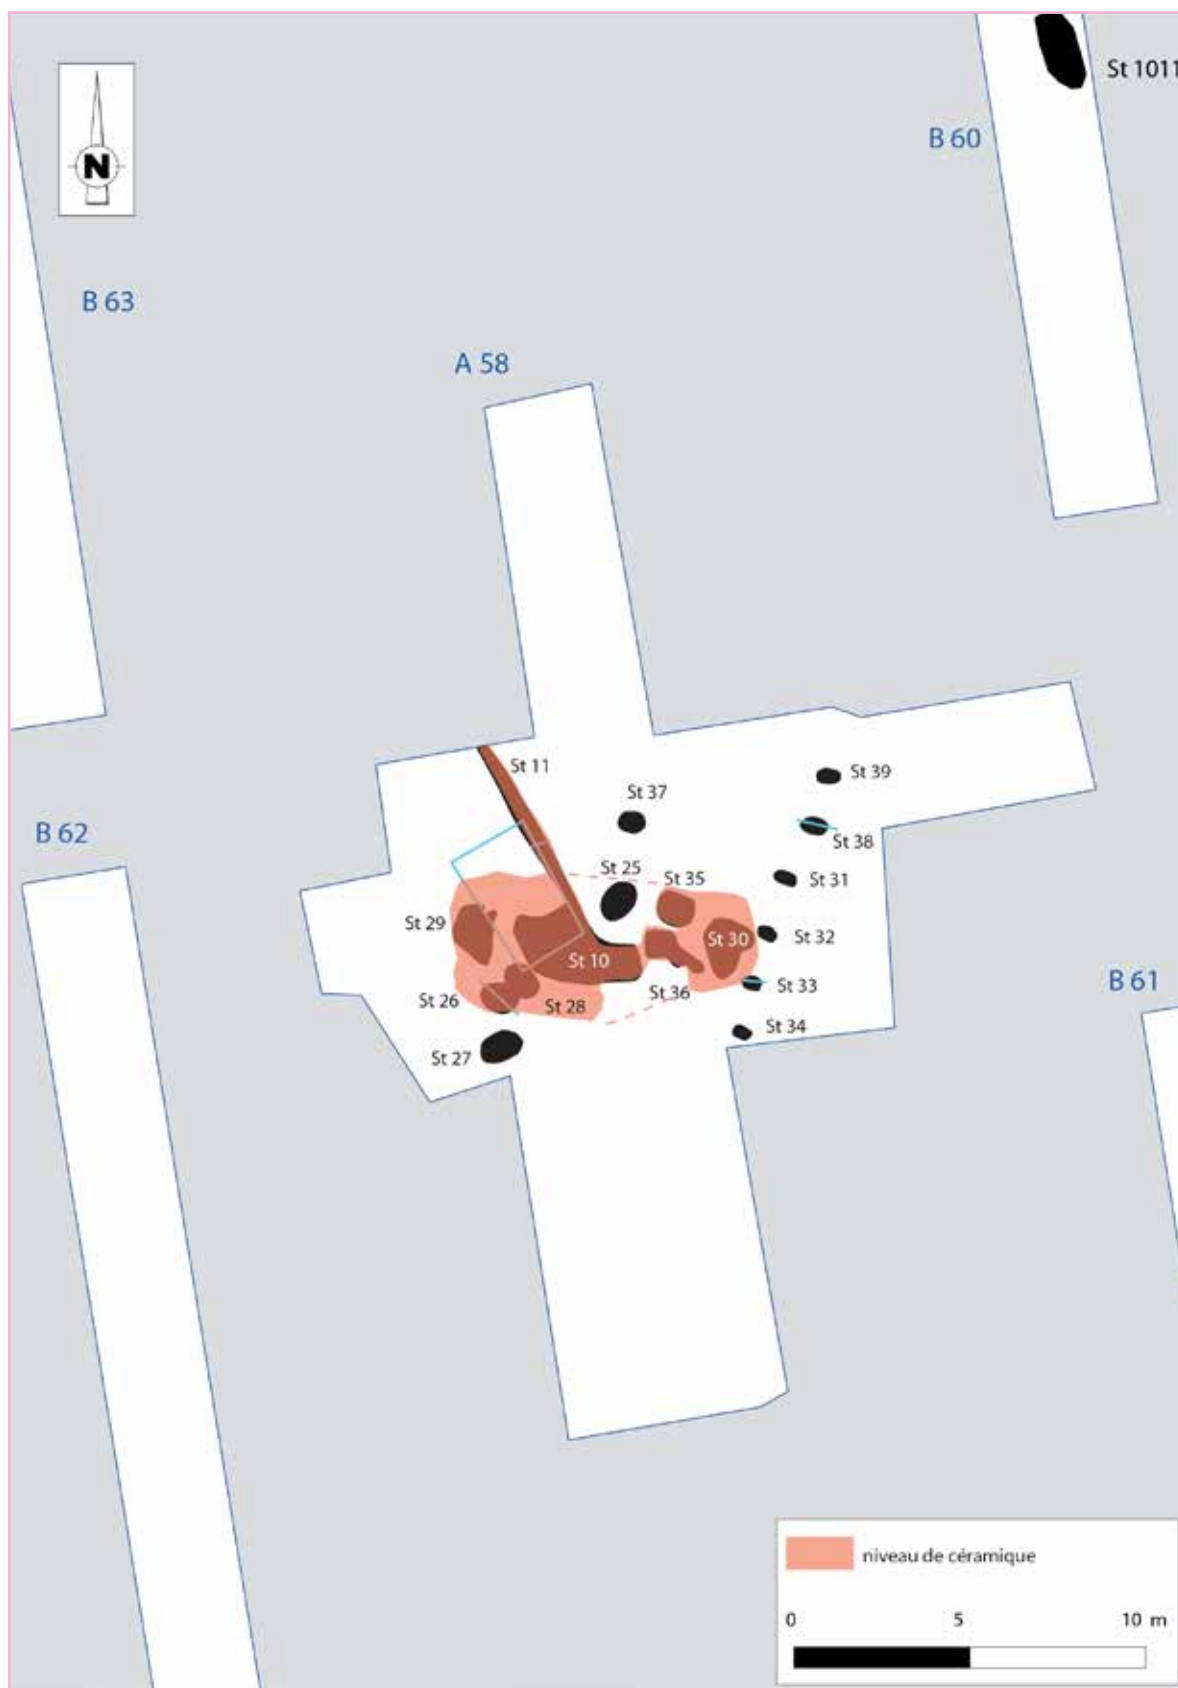 St 1011
B 60
N
B 63
A 58
St 11
St 39
St 37
B 62
St 38
St 25
St 35
St 31
St 29
St 30
St 32
St 10
B 61
St 33
St 36
St 26
St 28
St 34
St 27
niveau de céramique
0 5 10 m